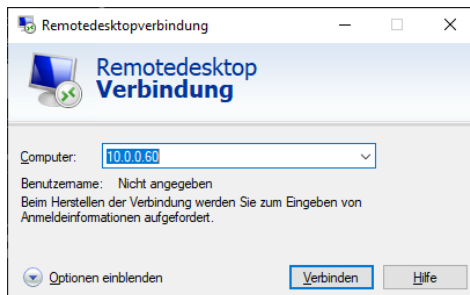 Remotedesktopverbindung
Remotedesktop
Verbindung
Computer: 10.0.0.60
Benutzername: Nicht angegeben
Beim Herstellen der Verbindung werden Sie zum Eingeben von
Anmeldeinformationen aufgefordert.
Optionen einblenden Verbinden Hilfe